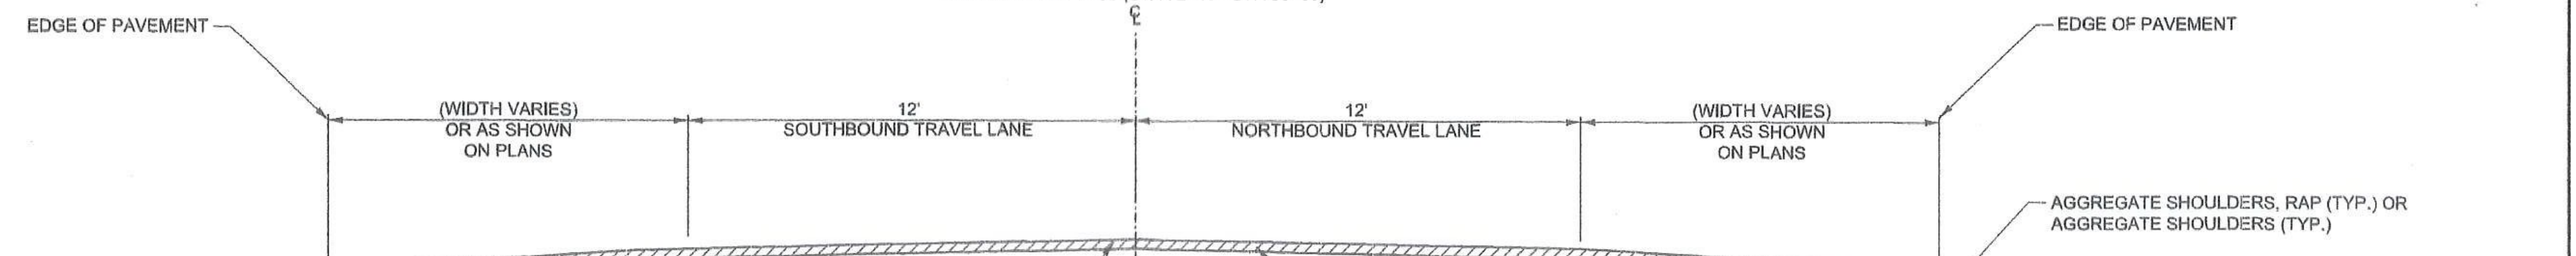 EDGE OF PAVEMENT
℄
EDGE OF PAVEMENT
(WIDTH VARIES)
OR AS SHOWN
ON PLANS
12'
SOUTHBOUND TRAVEL LANE
12'
NORTHBOUND TRAVEL LANE
(WIDTH VARIES)
OR AS SHOWN
ON PLANS
AGGREGATE SHOULDERS, RAP (TYP.) OR
AGGREGATE SHOULDERS (TYP.)